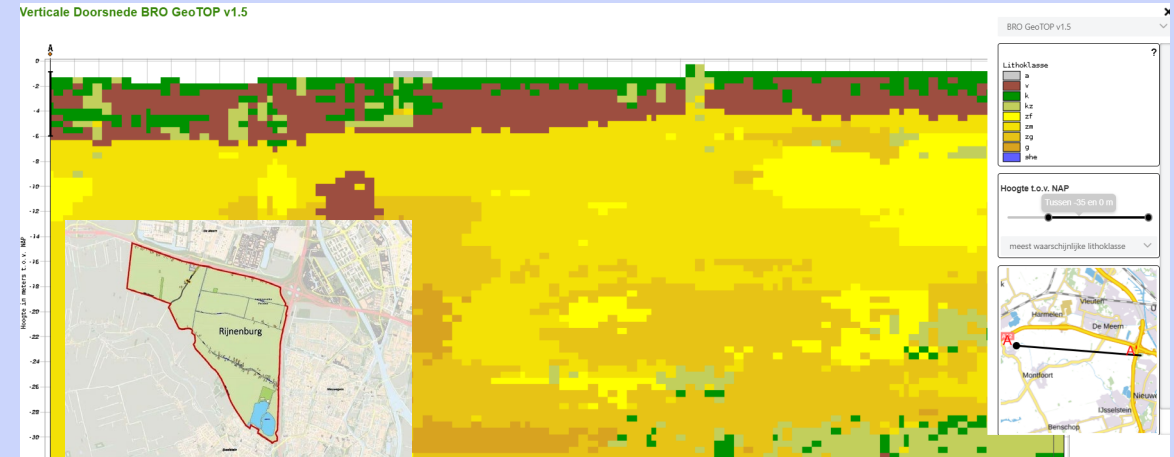 Verticale Doorsnede BRO GeoTOP v1.5
x
BRO GeoTOP v1.5
A
?
Lithoklasse
a
v
k
kz
zf
zm
zg
g
she
0
-2
-4
-6
-8
-10
-12
-14
-16
-18
-20
-22
-24
-26
-28
-30
Hoogte in meters t.o.v. NAP
Hoogte t.o.v. NAP
Tussen -35 en 0 m
meest waarschijnlijke lithoklasse
Rijnenburg
k
Vleuten
Harmelen
U
De Meern
A
A'
Montfoort
Nieuwe
IJsselstein
Benschop